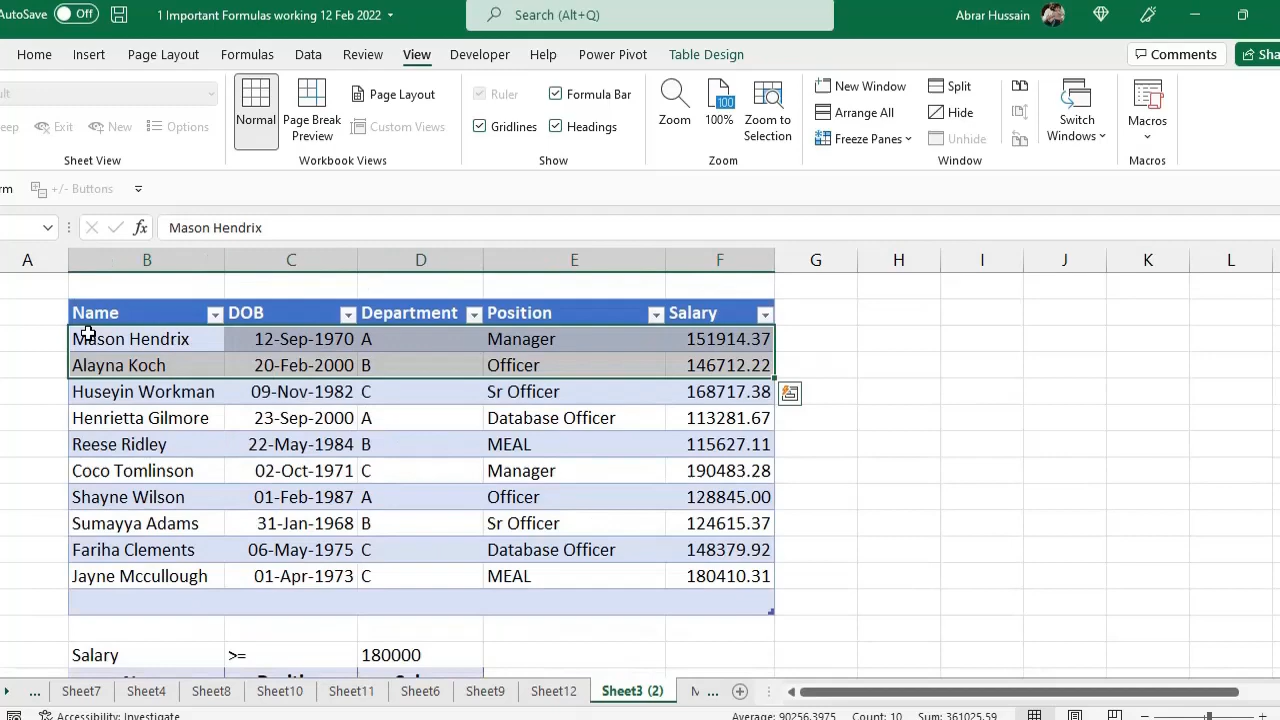 AutoSave Off 1 Important Formulas working 12 Feb 2022 Search (Alt+Q) Abrar Hussain
Home Insert Page Layout Formulas Data Review View Developer Help Power Pivot Table Design Comments Sha
ult
eep Exit New Options
Sheet View
Normal Page Break Preview Page Layout Custom Views
Workbook Views
Ruler Formula Bar
Gridlines Headings
Show
Zoom 100% Zoom to Selection
Zoom
New Window Split
Arrange All Hide
Freeze Panes Unhide
Switch Windows
Window
Macros
Macros
rm +/- Buttons
fx Mason Hendrix
A B C D E F G H I J K L
Name DOB Department Position Salary
Mason Hendrix 12-Sep-1970 A Manager 151914.37
Alayna Koch 20-Feb-2000 B Officer 146712.22
Huseyin Workman 09-Nov-1982 C Sr Officer 168717.38
Henrietta Gilmore 23-Sep-2000 A Database Officer 113281.67
Reese Ridley 22-May-1984 B MEAL 115627.11
Coco Tomlinson 02-Oct-1971 C Manager 190483.28
Shayne Wilson 01-Feb-1987 A Officer 128845.00
Sumayya Adams 31-Jan-1968 B Sr Officer 124615.37
Fariha Clements 06-May-1975 C Database Officer 148379.92
Jayne Mccullough 01-Apr-1973 C MEAL 180410.31
Salary >= 180000
... Sheet7 Sheet4 Sheet8 Sheet10 Sheet11 Sheet6 Sheet9 Sheet12 Sheet3 (2) ...
Accessibility: Investigate Average: 90256.3975 Count: 10 Sum: 361025.59